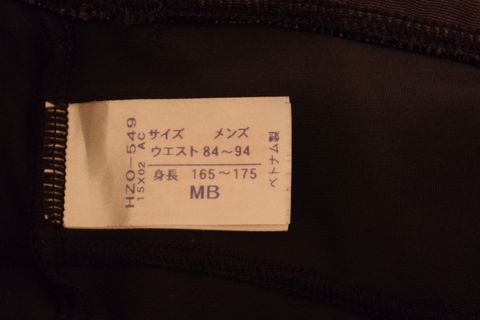 HZO-549
15X02 AC
サイズ メンズ
ウエスト 84〜94
身長 165〜175
MB
ベトナム製